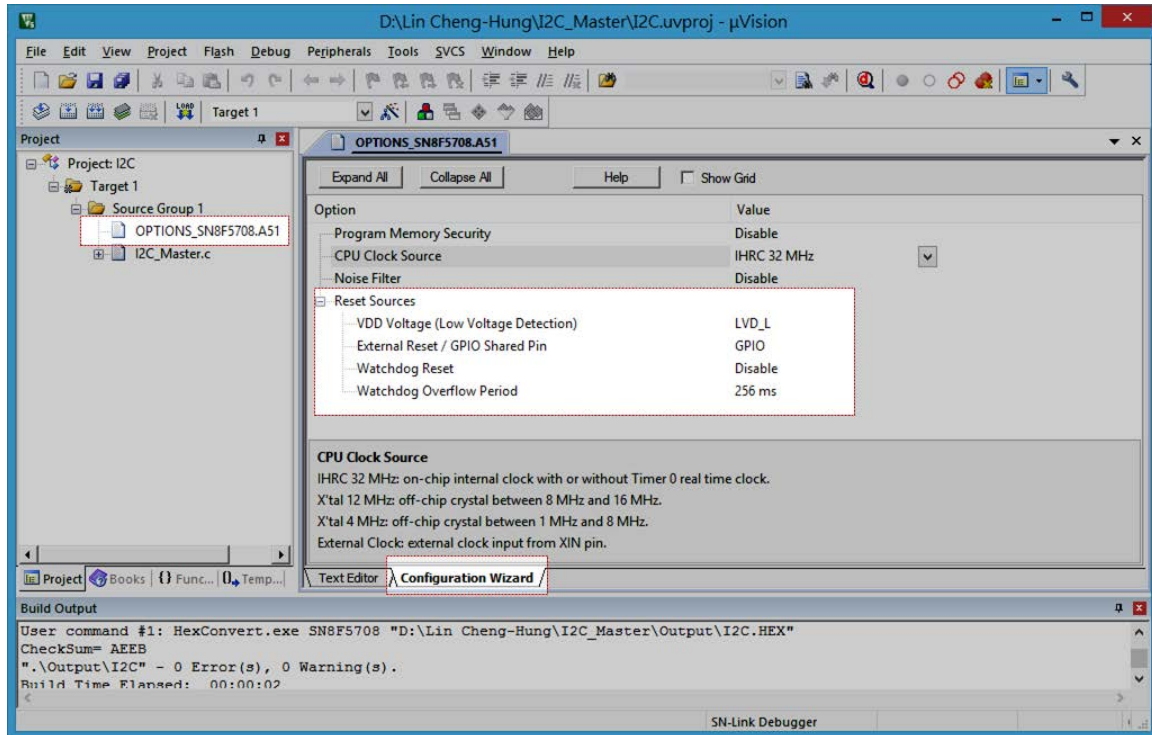 D:\Lin Cheng-Hung\I2C_Master\I2C.uvproj - µVision
File Edit View Project Flash Debug Peripherals Tools SVCS Window Help
Target 1
Project
OPTIONS_SN8F5708.A51
Project: I2C
Target 1
Source Group 1
OPTIONS_SN8F5708.A51
I2C_Master.c
Expand All Collapse All Help Show Grid
Option Value
Program Memory Security Disable
CPU Clock Source IHRC 32 MHz
Noise Filter Disable
Reset Sources
VDD Voltage (Low Voltage Detection) LVD_L
External Reset / GPIO Shared Pin GPIO
Watchdog Reset Disable
Watchdog Overflow Period 256 ms
CPU Clock Source
IHRC 32 MHz: on-chip internal clock with or without Timer 0 real time clock.
X'tal 12 MHz: off-chip crystal between 8 MHz and 16 MHz.
X'tal 4 MHz: off-chip crystal between 1 MHz and 8 MHz.
External Clock: external clock input from XIN pin.
Project Books {} Func... 0 Temp...
Text Editor Configuration Wizard
Build Output
User command #1: HexConvert.exe SN8F5708 "D:\Lin Cheng-Hung\I2C_Master\Output\I2C.HEX"
CheckSum= AEEB
".\Output\I2C" - 0 Error(s), 0 Warning(s).
Build Time Elapsed: 00:00:02
SN-Link Debugger